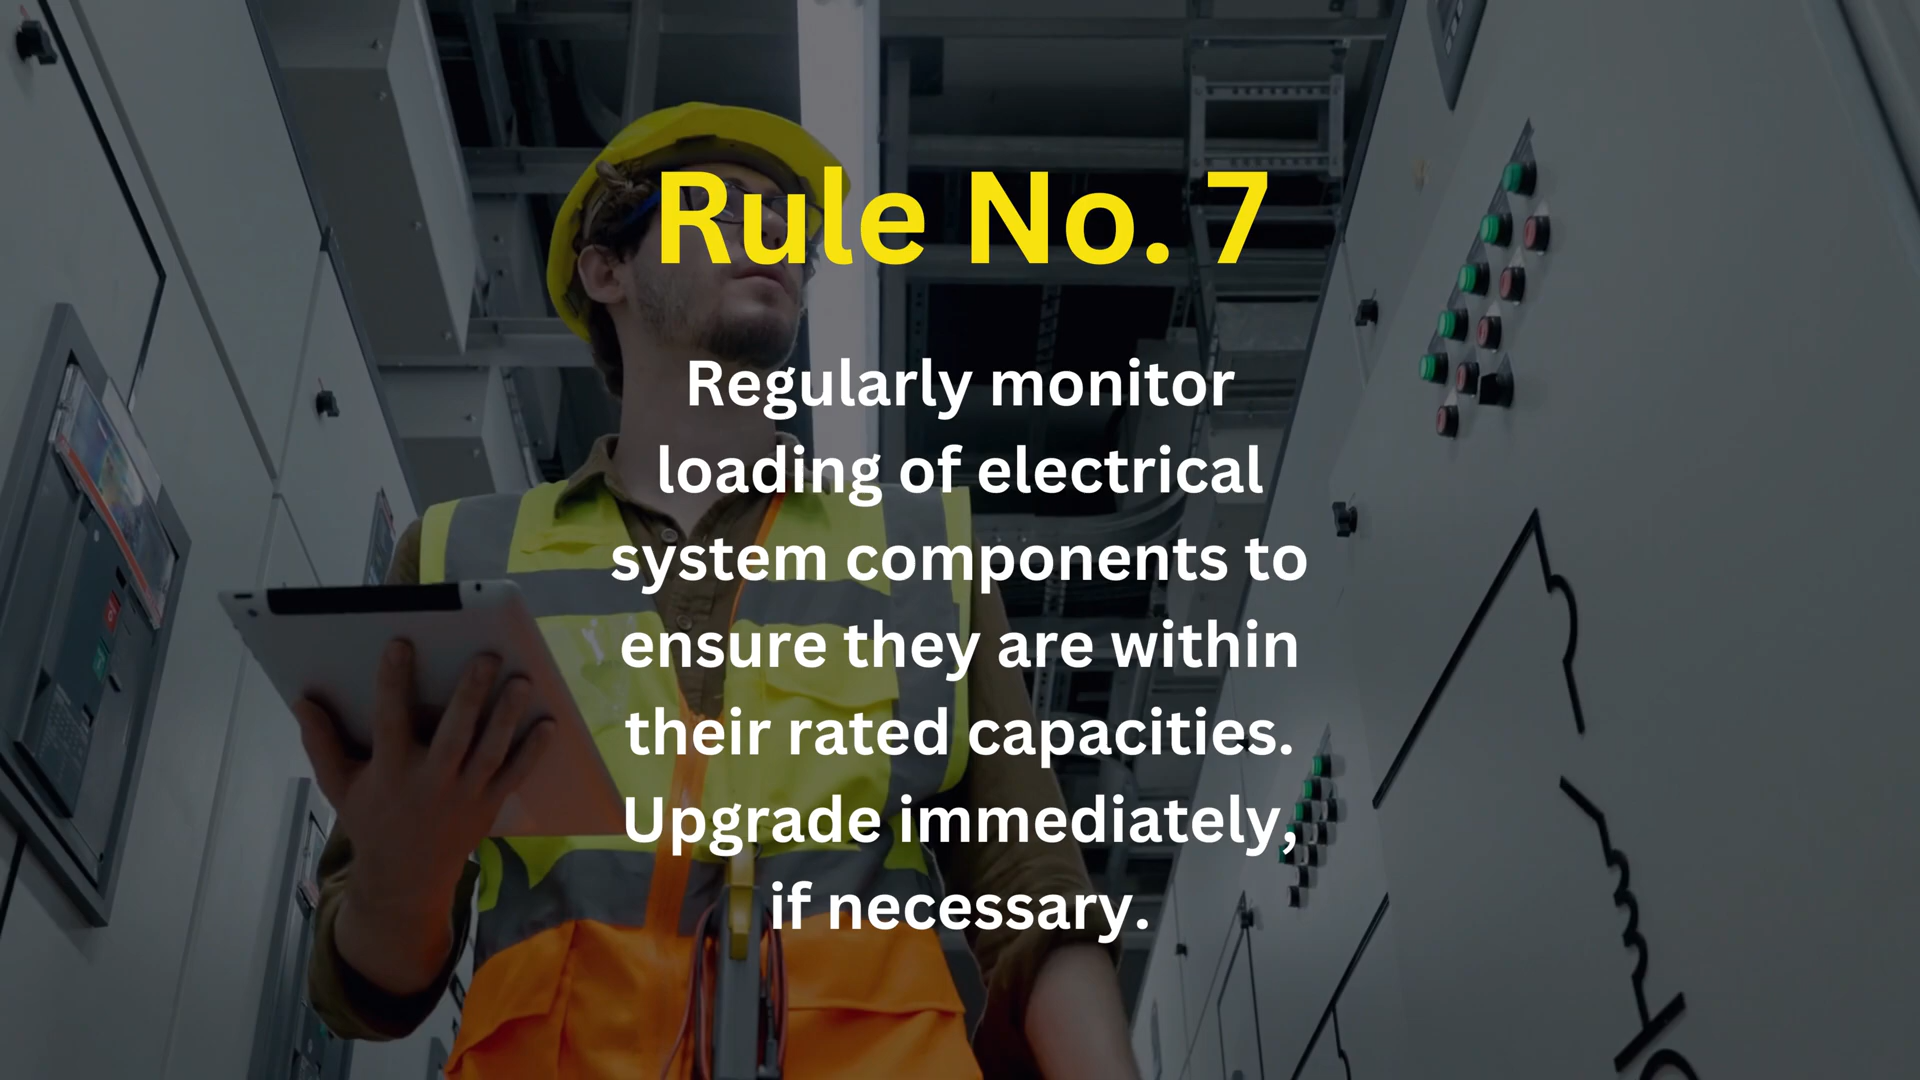 Rule No. 7
Regularly monitor
loading of electrical
system components to
ensure they are within
their rated capacities.
Upgrade immediately,
if necessary.